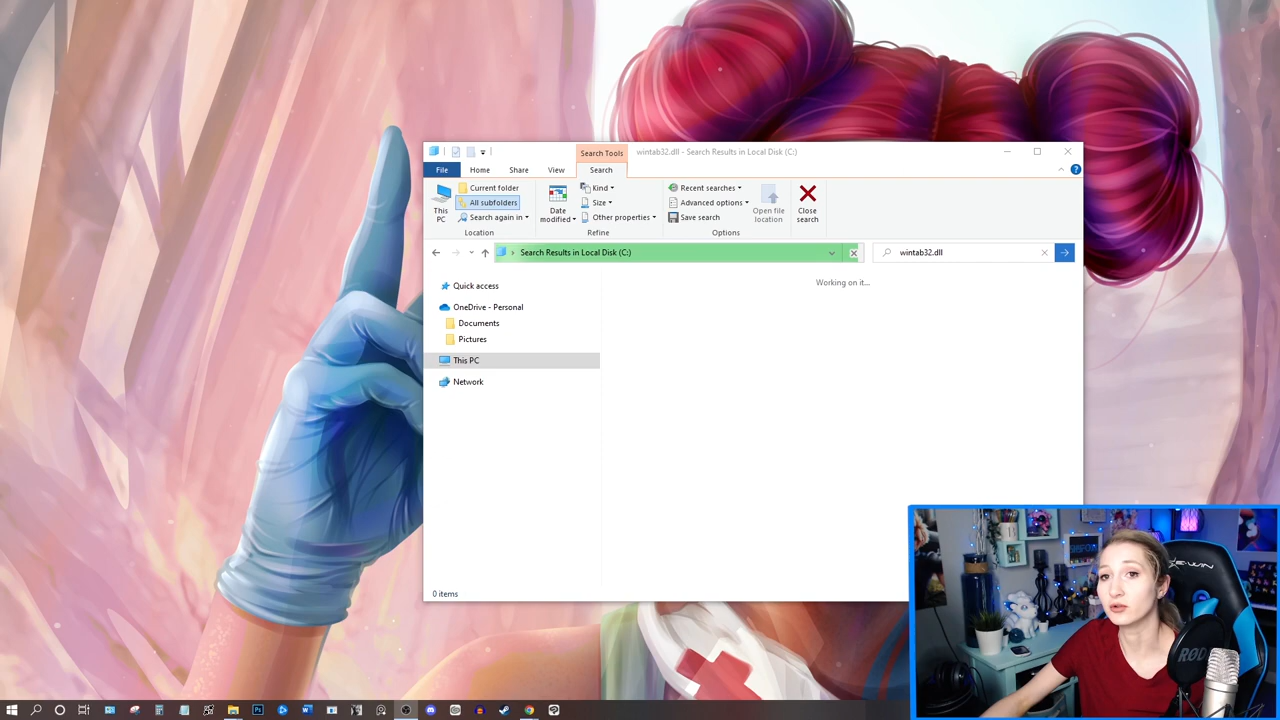 Search Tools
wintab32.dll - Search Results in Local Disk (C:)
File
Home
Share
View
Search
This PC
Current folder
All subfolders
Search again in
Location
Date modified
Kind
Size
Other properties
Refine
Recent searches
Advanced options
Save search
Open file location
Options
Close search
Search Results in Local Disk (C:)
wintab32.dll
Working on it...
Quick access
OneDrive - Personal
Documents
Pictures
This PC
Network
0 items
RØDE